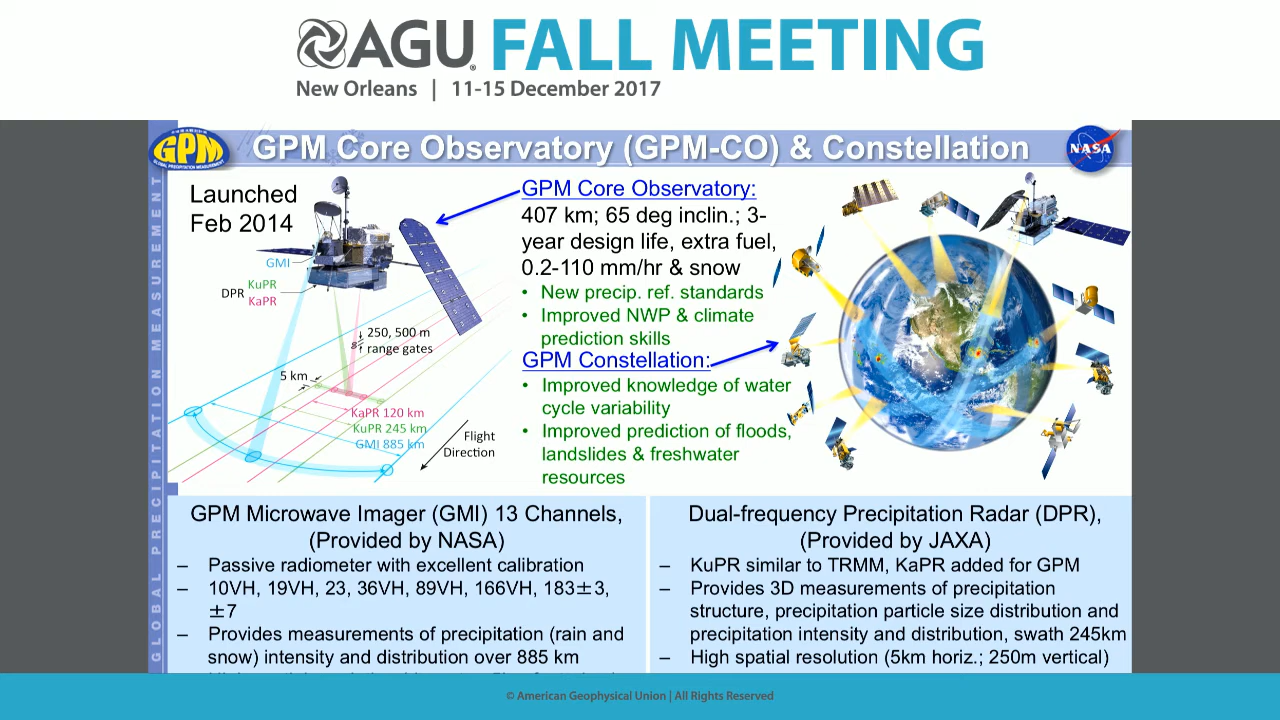 AGU FALL MEETING
New Orleans | 11-15 December 2017
GPM
GLOBAL PRECIPITATION MEASUREMENT
GPM Core Observatory (GPM-CO) & Constellation
NASA
GLOBAL PRECIPITATION MEASUREMENT
Launched
Feb 2014
GMI
DPR
KuPR
KaPR
250, 500 m
range gates
5 km
KaPR 120 km
KuPR 245 km
GMI 885 km
Flight
Direction
GPM Core Observatory:
407 km; 65 deg inclin.; 3-
year design life, extra fuel,
0.2-110 mm/hr & snow
• New precip. ref. standards
• Improved NWP & climate
prediction skills
GPM Constellation:
• Improved knowledge of water
cycle variability
• Improved prediction of floods,
landslides & freshwater
resources
GPM Microwave Imager (GMI) 13 Channels,
(Provided by NASA)
– Passive radiometer with excellent calibration
– 10VH, 19VH, 23, 36VH, 89VH, 166VH, 183±3,
±7
– Provides measurements of precipitation (rain and
snow) intensity and distribution over 885 km
Dual-frequency Precipitation Radar (DPR),
(Provided by JAXA)
– KuPR similar to TRMM, KaPR added for GPM
– Provides 3D measurements of precipitation
structure, precipitation particle size distribution and
precipitation intensity and distribution, swath 245km
– High spatial resolution (5km horiz.; 250m vertical)
© American Geophysical Union | All Rights Reserved